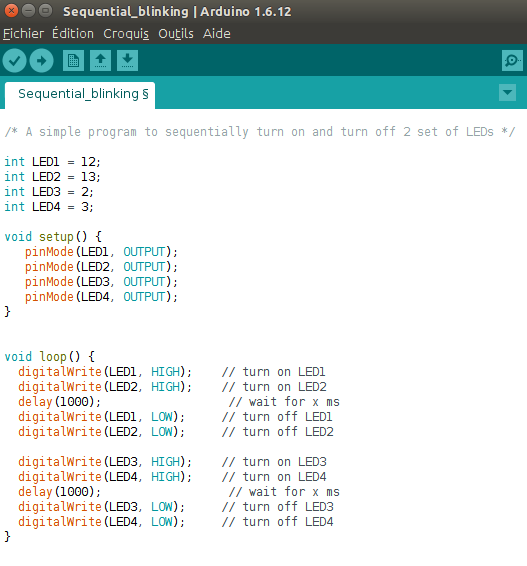 Sequential_blinking | Arduino 1.6.12
Fichier Édition Croquis Outils Aide
Sequential_blinking §
/* A simple program to sequentially turn on and turn off 2 set of LEDs */
int LED1 = 12;
int LED2 = 13;
int LED3 = 2;
int LED4 = 3;
void setup() {
pinMode(LED1, OUTPUT);
pinMode(LED2, OUTPUT);
pinMode(LED3, OUTPUT);
pinMode(LED4, OUTPUT);
}
void loop() {
digitalWrite(LED1, HIGH); // turn on LED1
digitalWrite(LED2, HIGH); // turn on LED2
delay(1000); // wait for x ms
digitalWrite(LED1, LOW); // turn off LED1
digitalWrite(LED2, LOW); // turn off LED2
digitalWrite(LED3, HIGH); // turn on LED3
digitalWrite(LED4, HIGH); // turn on LED4
delay(1000); // wait for x ms
digitalWrite(LED3, LOW); // turn off LED3
digitalWrite(LED4, LOW); // turn off LED4
}